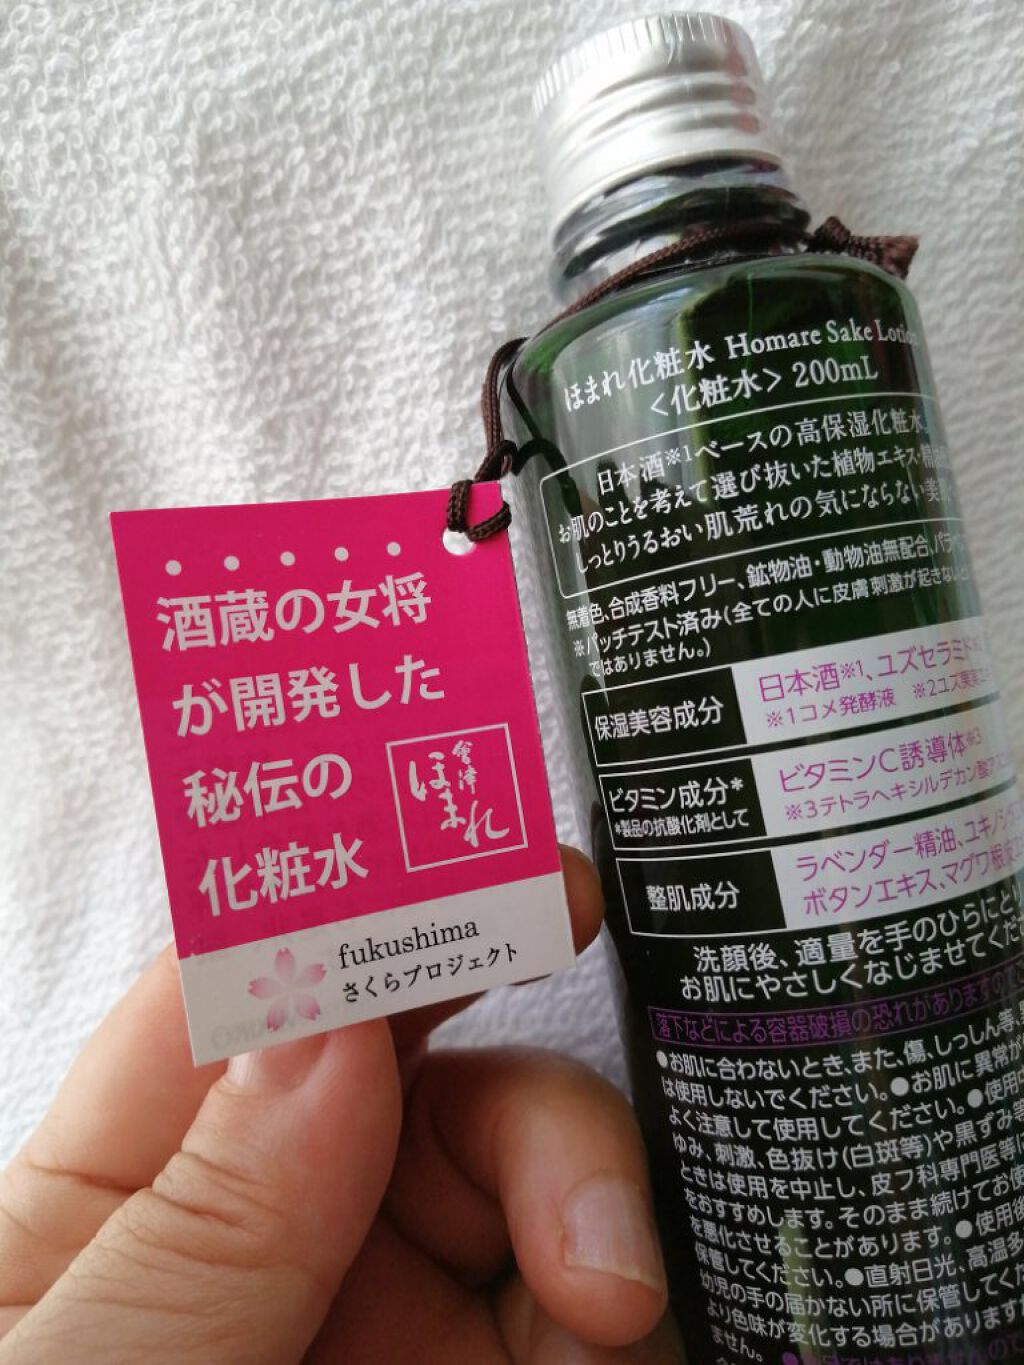 酒蔵の女将
が開発した
秘伝の
化粧水
會津
ほまれ
fukushima
さくらプロジェクト
ほまれ化粧水 Homare Sake Lotion
<化粧水> 200mL
日本酒※1ベースの高保湿化粧水。
お肌のことを考えて選び抜いた植物エキス・精油
しっとりうるおい肌荒れの気にならない美肌
無着色、合成香料フリー、鉱物油・動物油無配合、パラベ
※パッチテスト済み(全ての人に皮膚刺激が起きないと
ではありません。)
保湿美容成分
日本酒※1、ユズセラミド※2
※1コメ発酵液 ※2ユズ果実エキ
ビタミン成分*
*製品の抗酸化剤として
ビタミンC誘導体※3
※3テトラヘキシルデカン酸アス
整肌成分
ラベンダー精油、ユキノシタエ
ボタンエキス、マグワ根皮エ
洗顔後、適量を手のひらにと
お肌にやさしくなじませてくだ
落下などによる容器破損の恐れがありますので
●お肌に合わないとき、また、傷、しっしん等、
は使用しないでください。●お肌に異常が
よく注意して使用してください。●使用中
ゆみ、刺激、色抜け(白斑等)や黒ずみ等
ときは使用を中止し、皮フ科専門医等に
をおすすめします。そのまま続けてお使
を悪化させることがあります。●使用後
保管してください。●直射日光、高温多
幼児の手の届かない所に保管してくだ
より色味が変化する場合がありますが
ません。